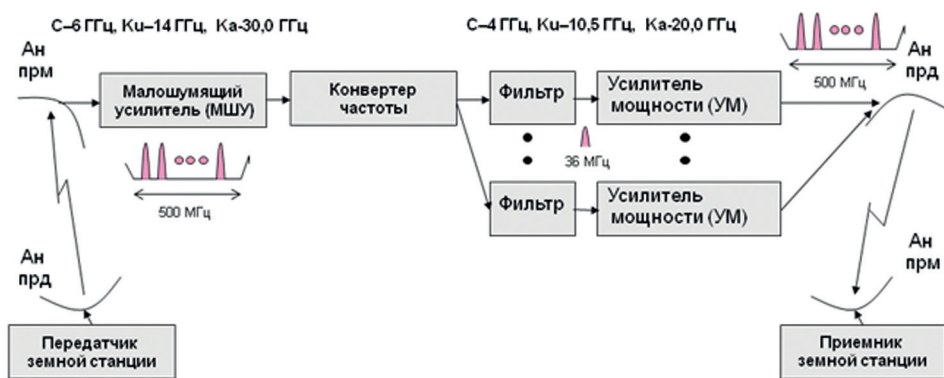 С–6 ГГц, Ku–14 ГГц, Ka-30,0 ГГц
С–4 ГГц, Ku–10,5 ГГц, Ka-20,0 ГГц
Ан
прм
Малошумящий
усилитель (МШУ)
500 МГц
Конвертер
частоты
Фильтр
Усилитель
мощности (УМ)
36 МГц
Фильтр
Усилитель
мощности (УМ)
500 МГц
Ан
прд
Ан
прд
Передатчик
земной станции
Ан
прм
Приемник
земной станции